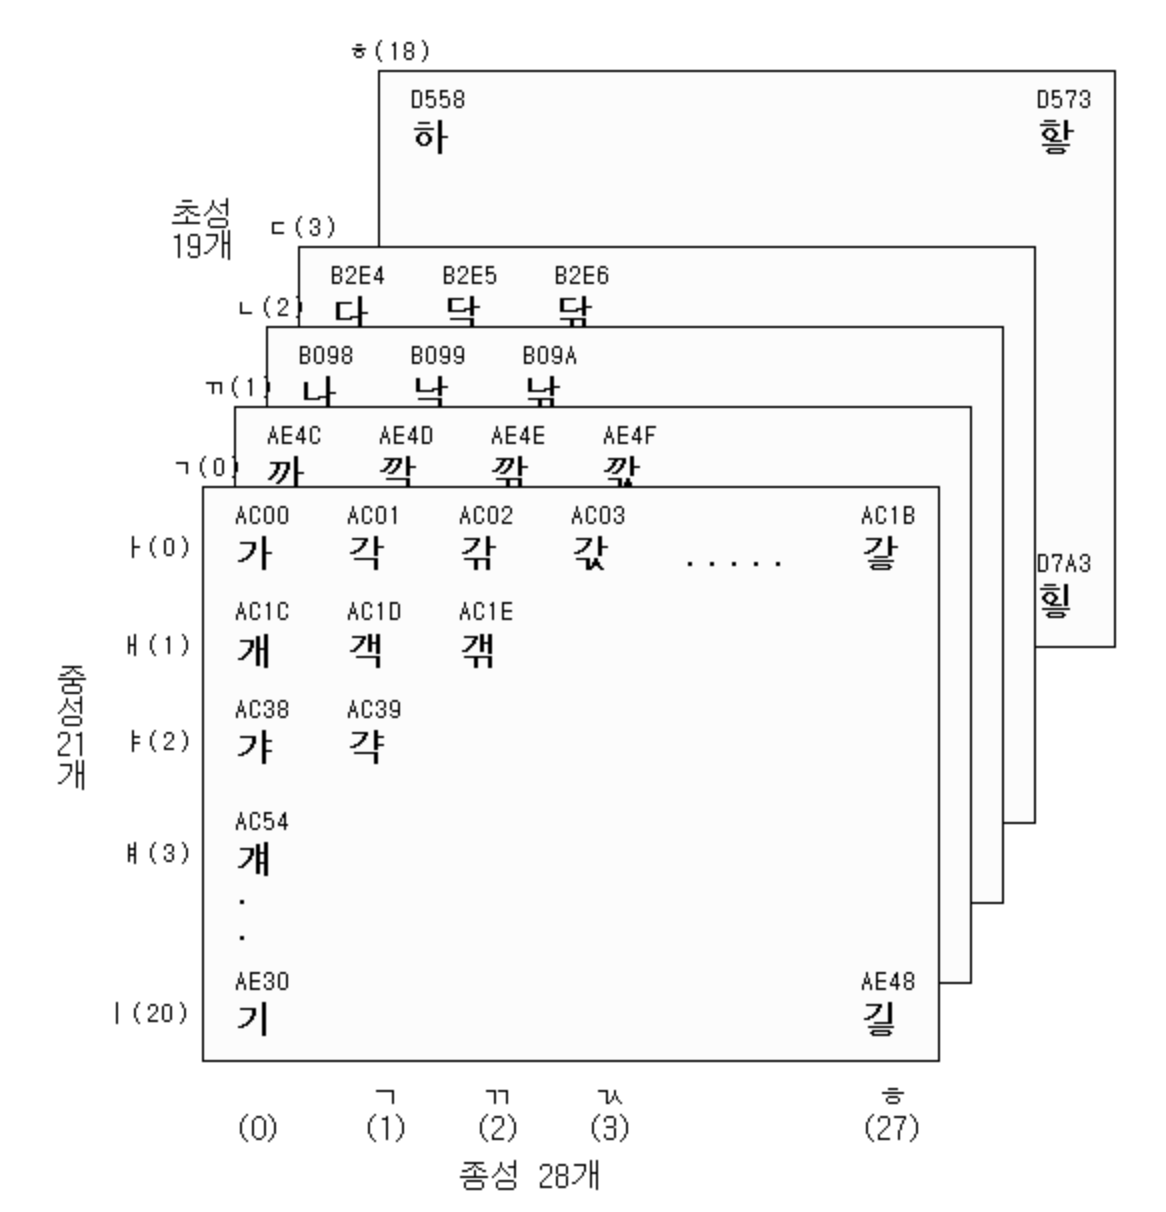 ㅎ(18)
D558 D573
하 핳
초성
19개
ㄷ(3)
B2E4 B2E5 B2E6
다 닥 닦
ㄴ(2)
B098 B099 B09A
나 낙 낚
ㄲ(1)
AE4C AE4D AE4E AE4F
까 깍 깎 깏
ㄱ(0)
AC00 AC01 AC02 AC03 AC1B
ㅏ(0) 가 각 갂 갃 ..... 갛
D7A3
힣
AC1C AC1D AC1E
ㅐ(1) 개 객 갞
중성21개
AC38 AC39
ㅑ(2) 갸 갹
AC54
ㅒ(3) 걔
.
.
AE30 AE48
ㅣ(20) 기 깋
ㄱ ㄲ ㄳ ㅎ
(0) (1) (2) (3) (27)
종성 28개